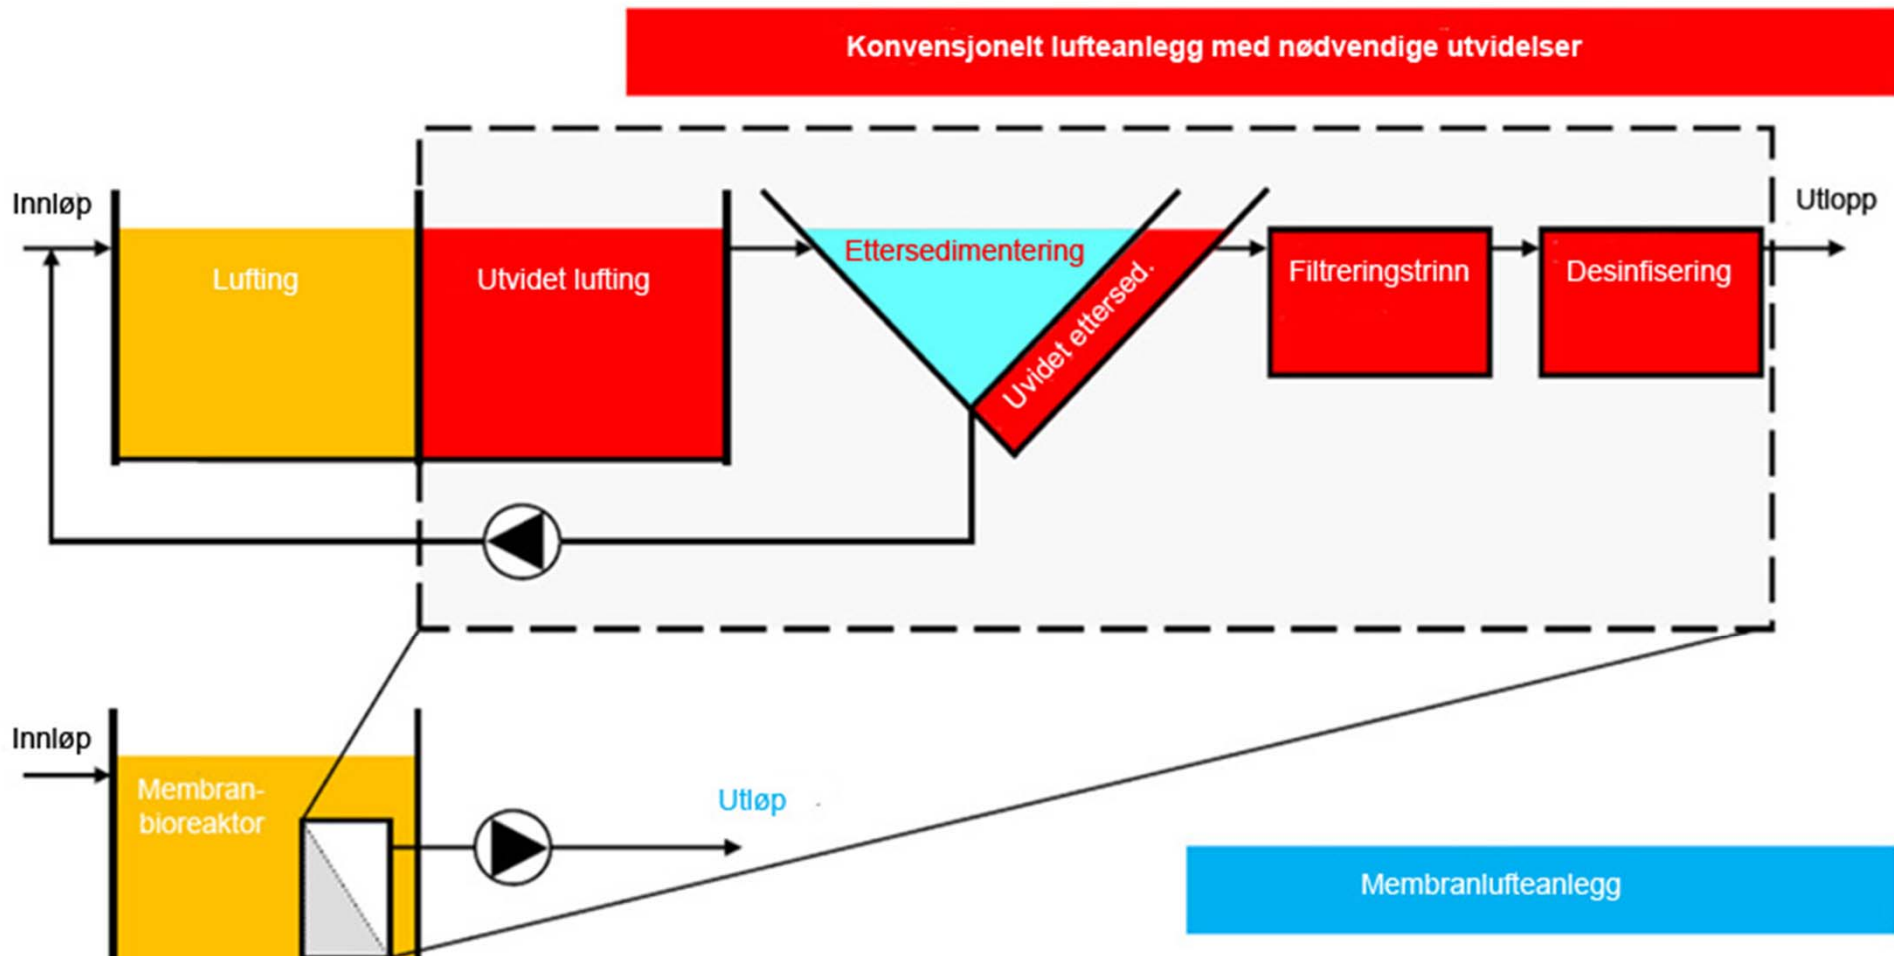 Konvensjonelt lufteanlegg med nødvendige utvidelser
Innløp
Utlopp
Lufting
Utvidet lufting
Ettersedimentering
Uvidet ettersed.
Filtreringstrinn
Desinfisering
Innløp
Membran-
bioreaktor
Utløp
Membranlufteanlegg